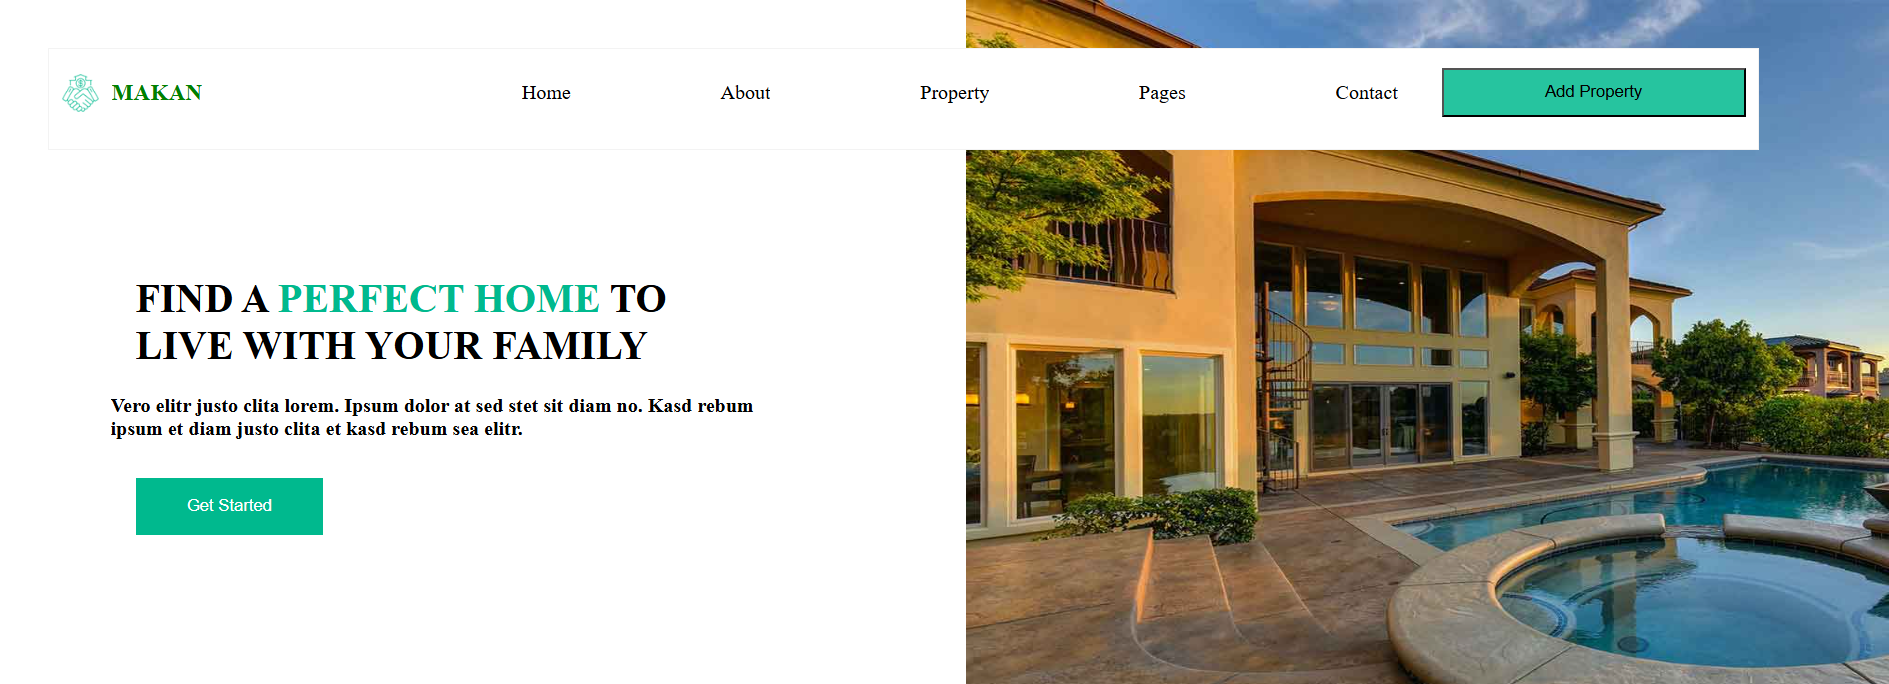 MAKAN Home About Property Pages Contact Add Property
FIND A PERFECT HOME TO
LIVE WITH YOUR FAMILY
Vero elitr justo clita lorem. Ipsum dolor at sed stet sit diam no. Kasd rebum
ipsum et diam justo clita et kasd rebum sea elitr.
Get Started